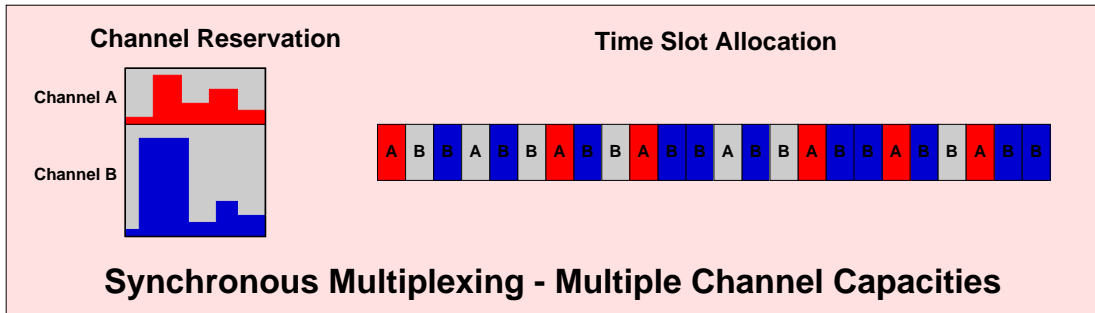 Channel Reservation
Time Slot Allocation
Channel A
A B B A B B A B B A B B A B B A B B A B B A B B
Channel B
Synchronous Multiplexing - Multiple Channel Capacities